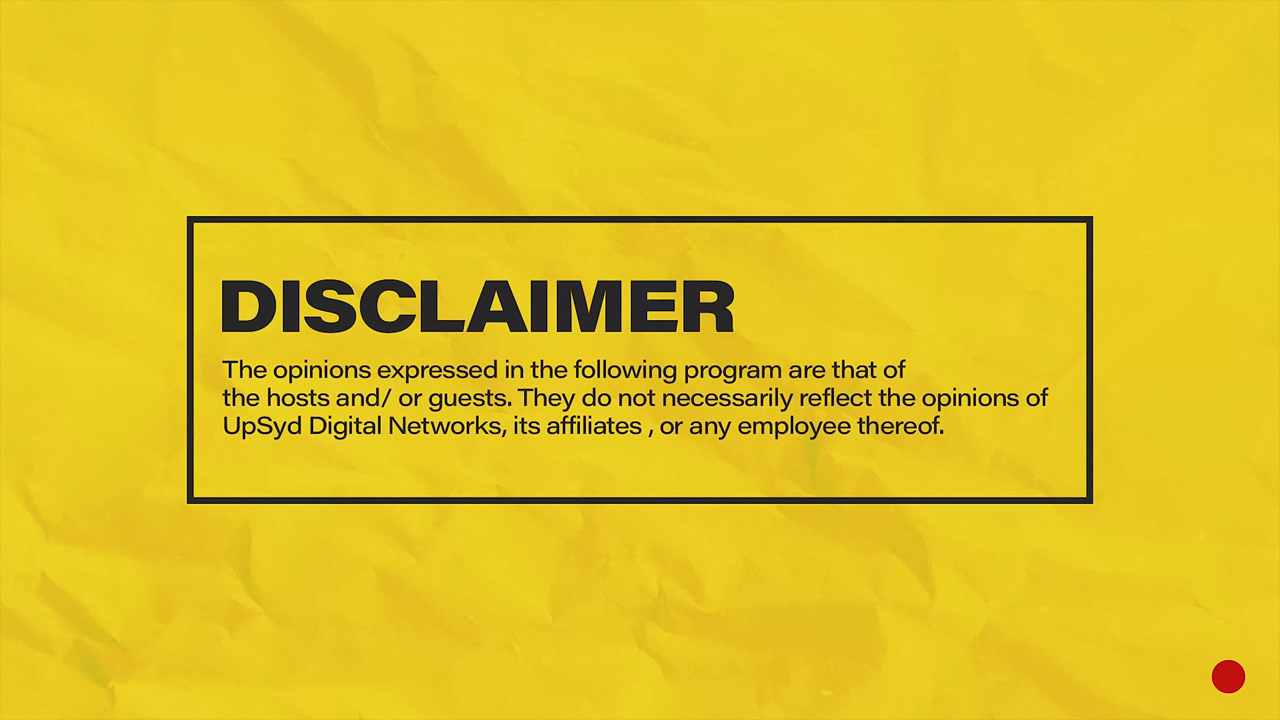 DISCLAIMER
The opinions expressed in the following program are that of
the hosts and/ or guests. They do not necessarily reflect the opinions of
UpSyd Digital Networks, its affiliates , or any employee thereof.